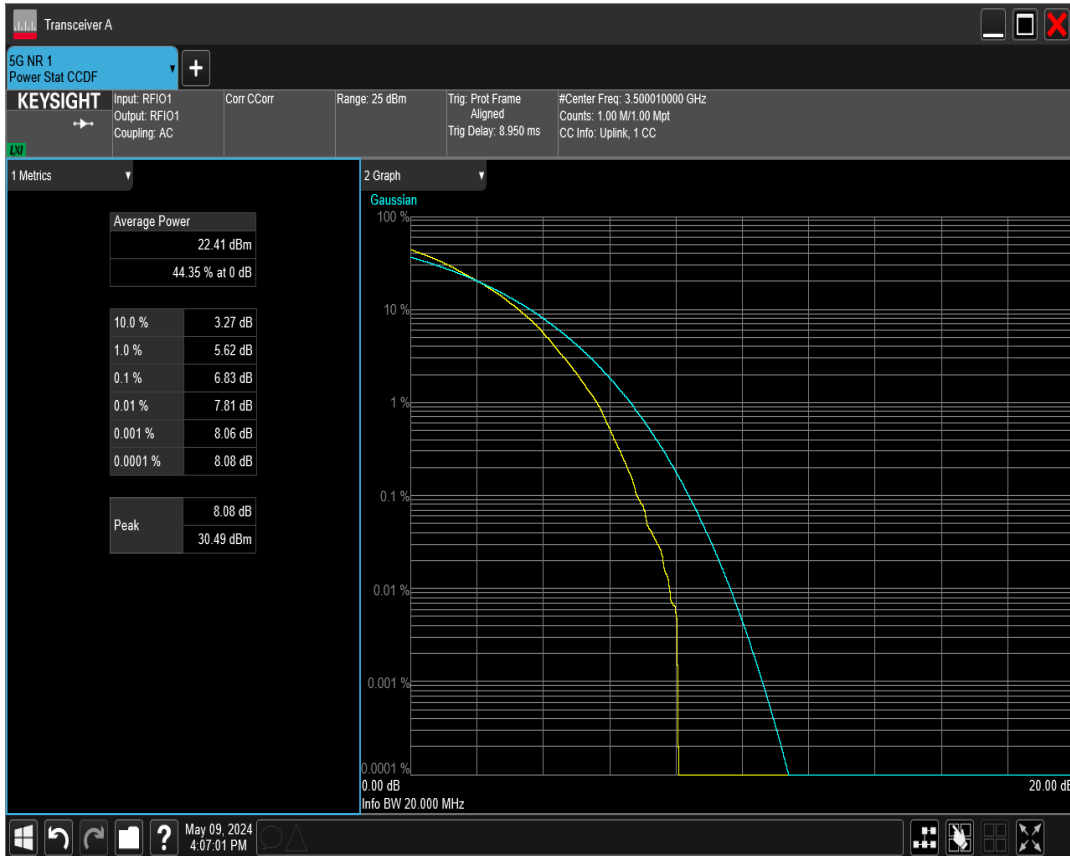 Transceiver A
5G NR 1
Power Stat CCDF
KEYSIGHT
LXI
Input: RFIO1
Output: RFIO1
Coupling: AC
Corr CCorr
Range: 25 dBm
Trig: Prot Frame
Aligned
Trig Delay: 8.950 ms
#Center Freq: 3.500010000 GHz
Counts: 1.00 M/1.00 Mpt
CC Info: Uplink, 1 CC
1 Metrics
Average Power
22.41 dBm
44.35 % at 0 dB
10.0 % 3.27 dB
1.0 % 5.62 dB
0.1 % 6.83 dB
0.01 % 7.81 dB
0.001 % 8.06 dB
0.0001 % 8.08 dB
Peak
8.08 dB
30.49 dBm
2 Graph
Gaussian
100 %
10 %
1 %
0.1 %
0.01 %
0.001 %
0.0001 %
0.00 dB 20.00 dB
Info BW 20.000 MHz
? May 09, 2024
4:07:01 PM